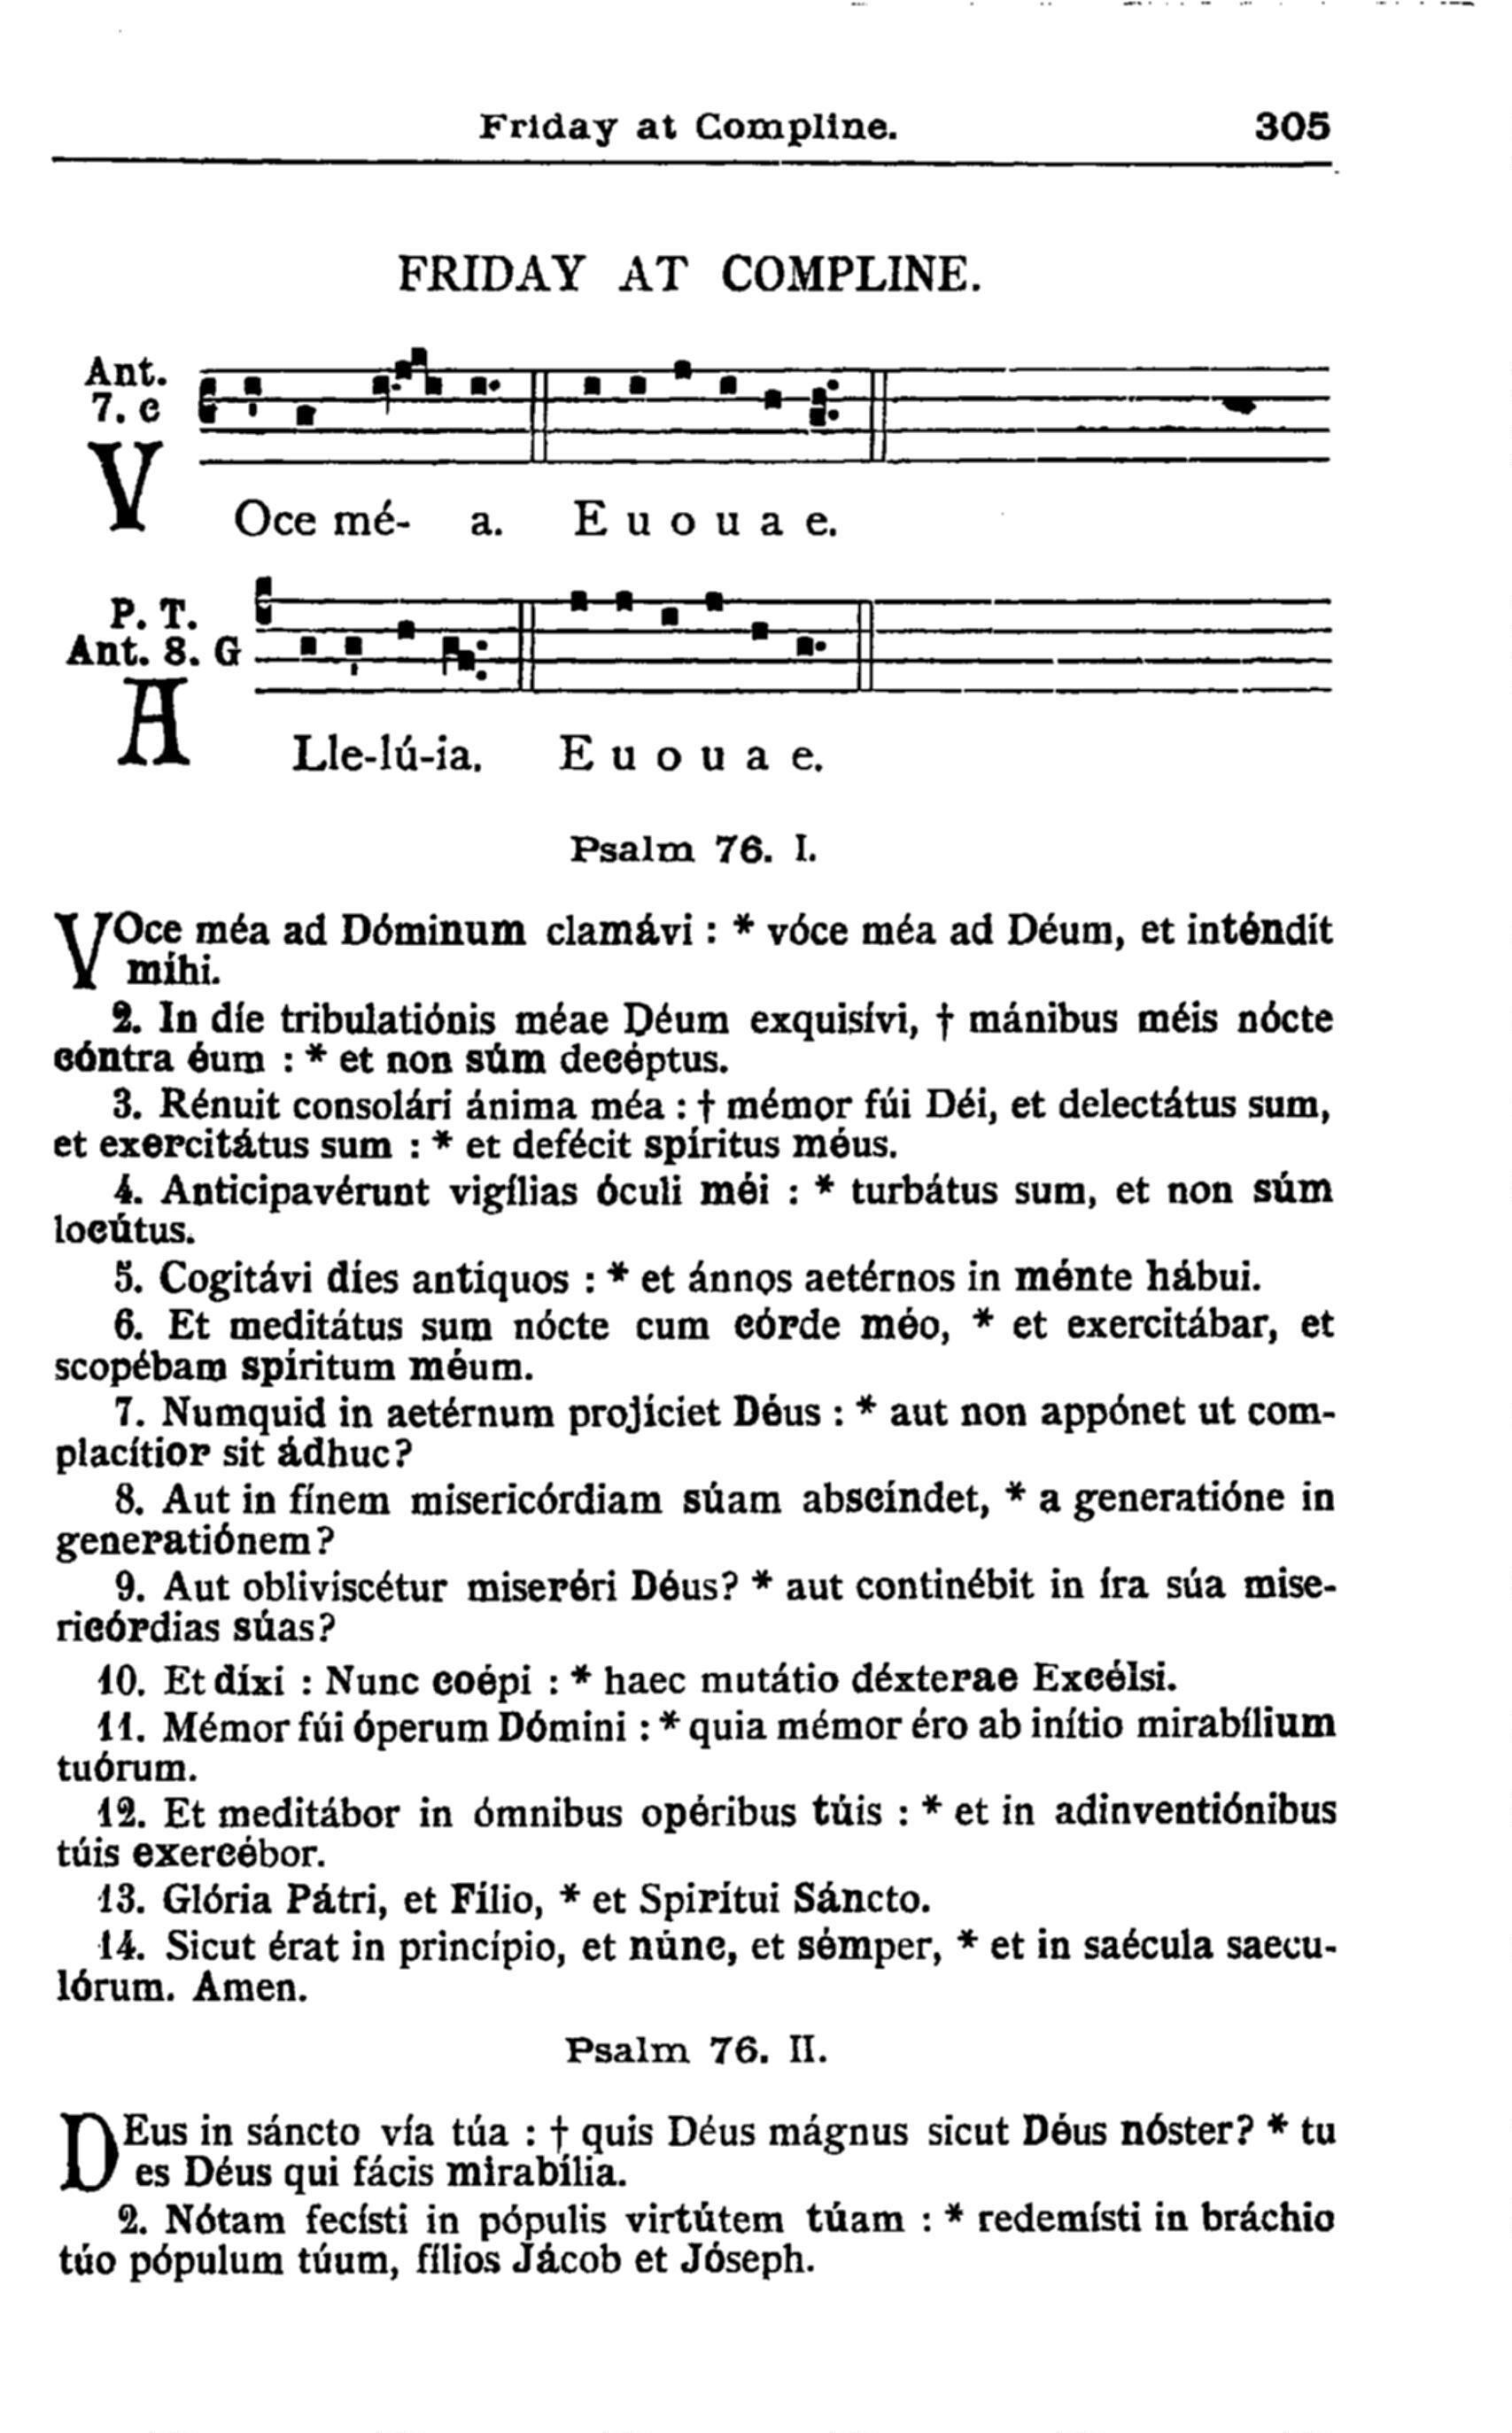 Friday at Compline. 305
FRIDAY AT COMPLINE.
Ant.
7. c
VOce mé- a. E u o u a e.
P. T.
Ant. 8. G
ALle-lú-ia. E u o u a e.
Psalm 76. I.
VOce méa ad Dóminum clamávi : * vóce méa ad Déum, et inténdit
míhi.
2. In díe tribulatiónis méae Déum exquisívi, † mánibus méis nócte
cóntra éum : * et non súm decéptus.
3. Rénuit consolári ánima méa : † mémor fúi Déi, et delectátus sum,
et exercitátus sum : * et defécit spíritus méus.
4. Anticipavérunt vigílias óculi méi : * turbátus sum, et non súm
locútus.
5. Cogitávi díes antíquos : * et ánnos aetérnos in ménte hábui.
6. Et meditátus sum nócte cum córde méo, * et exercitábar, et
scopébam spíritum méum.
7. Numquid in aetérnum projíciet Déus : * aut non appónet ut com-
placítior sit ádhuc?
8. Aut in fínem misericórdiam súam abscíndet, * a generatióne in
generatiónem?
9. Aut obliviscétur miseréri Déus? * aut continébit in íra súa mise-
ricórdias súas?
10. Et díxi : Nunc coépi : * haec mutátio déxterae Excélsi.
11. Mémor fúi óperum Dómini : * quia mémor éro ab inítio mirabílium
tuórum.
12. Et meditábor in ómnibus opéribus túis : * et in adinventiónibus
túis exercébor.
13. Glória Pátri, et Fílio, * et Spirítui Sáncto.
14. Sicut érat in princípio, et núnc, et sémper, * et in saécula saecu-
lórum. Amen.
Psalm 76. II.
DEus in sáncto vía túa : † quis Déus mágnus sicut Déus nóster? * tu
es Déus qui fácis mirabília.
2. Nótam fecísti in pópulis virtútem túam : * redemísti in bráchio
túo pópulum túum, fílios Jácob et Jóseph.